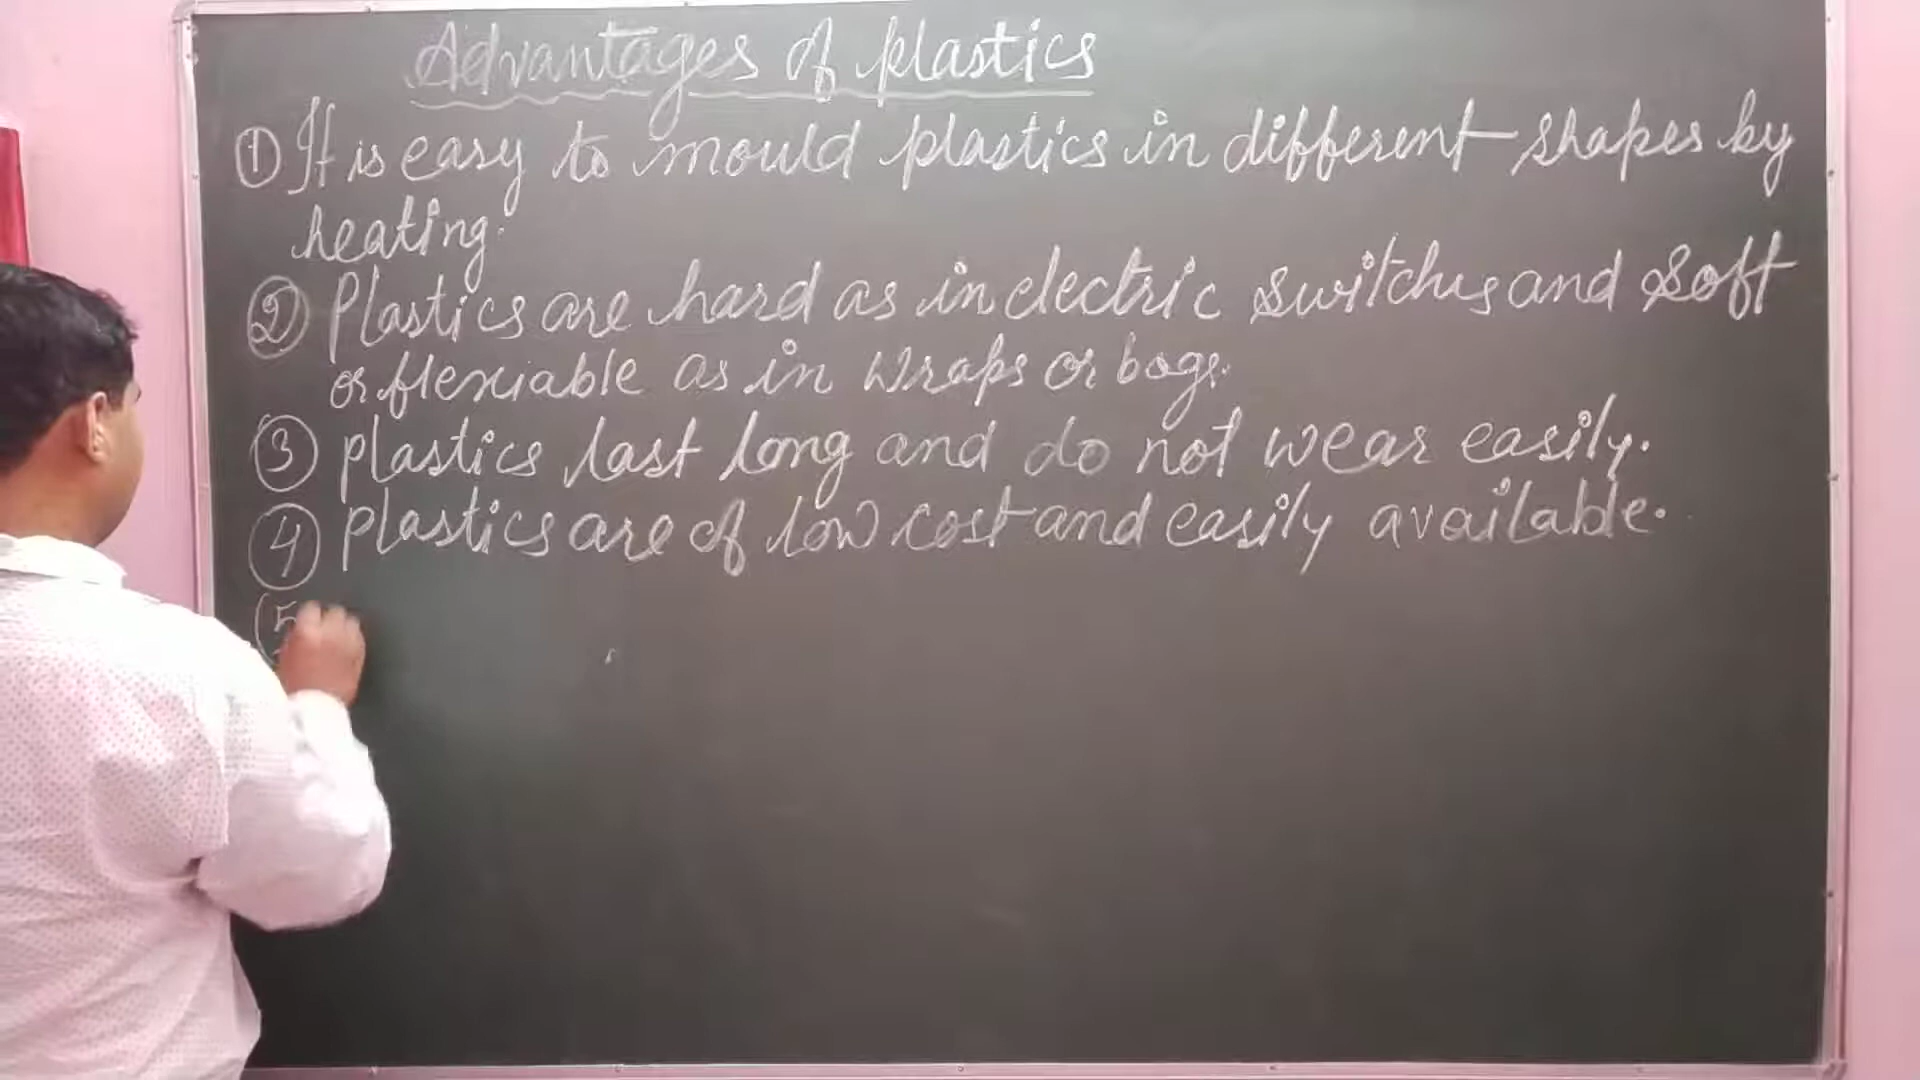 Advantages of plastics
① It is easy to mould plastics in different shapes by
heating.
② Plastics are hard as in electric switches and soft
or flexiable as in wraps or bags.
③ plastics last long and do not wear easily.
④ plastics are of low cost and easily available.
5